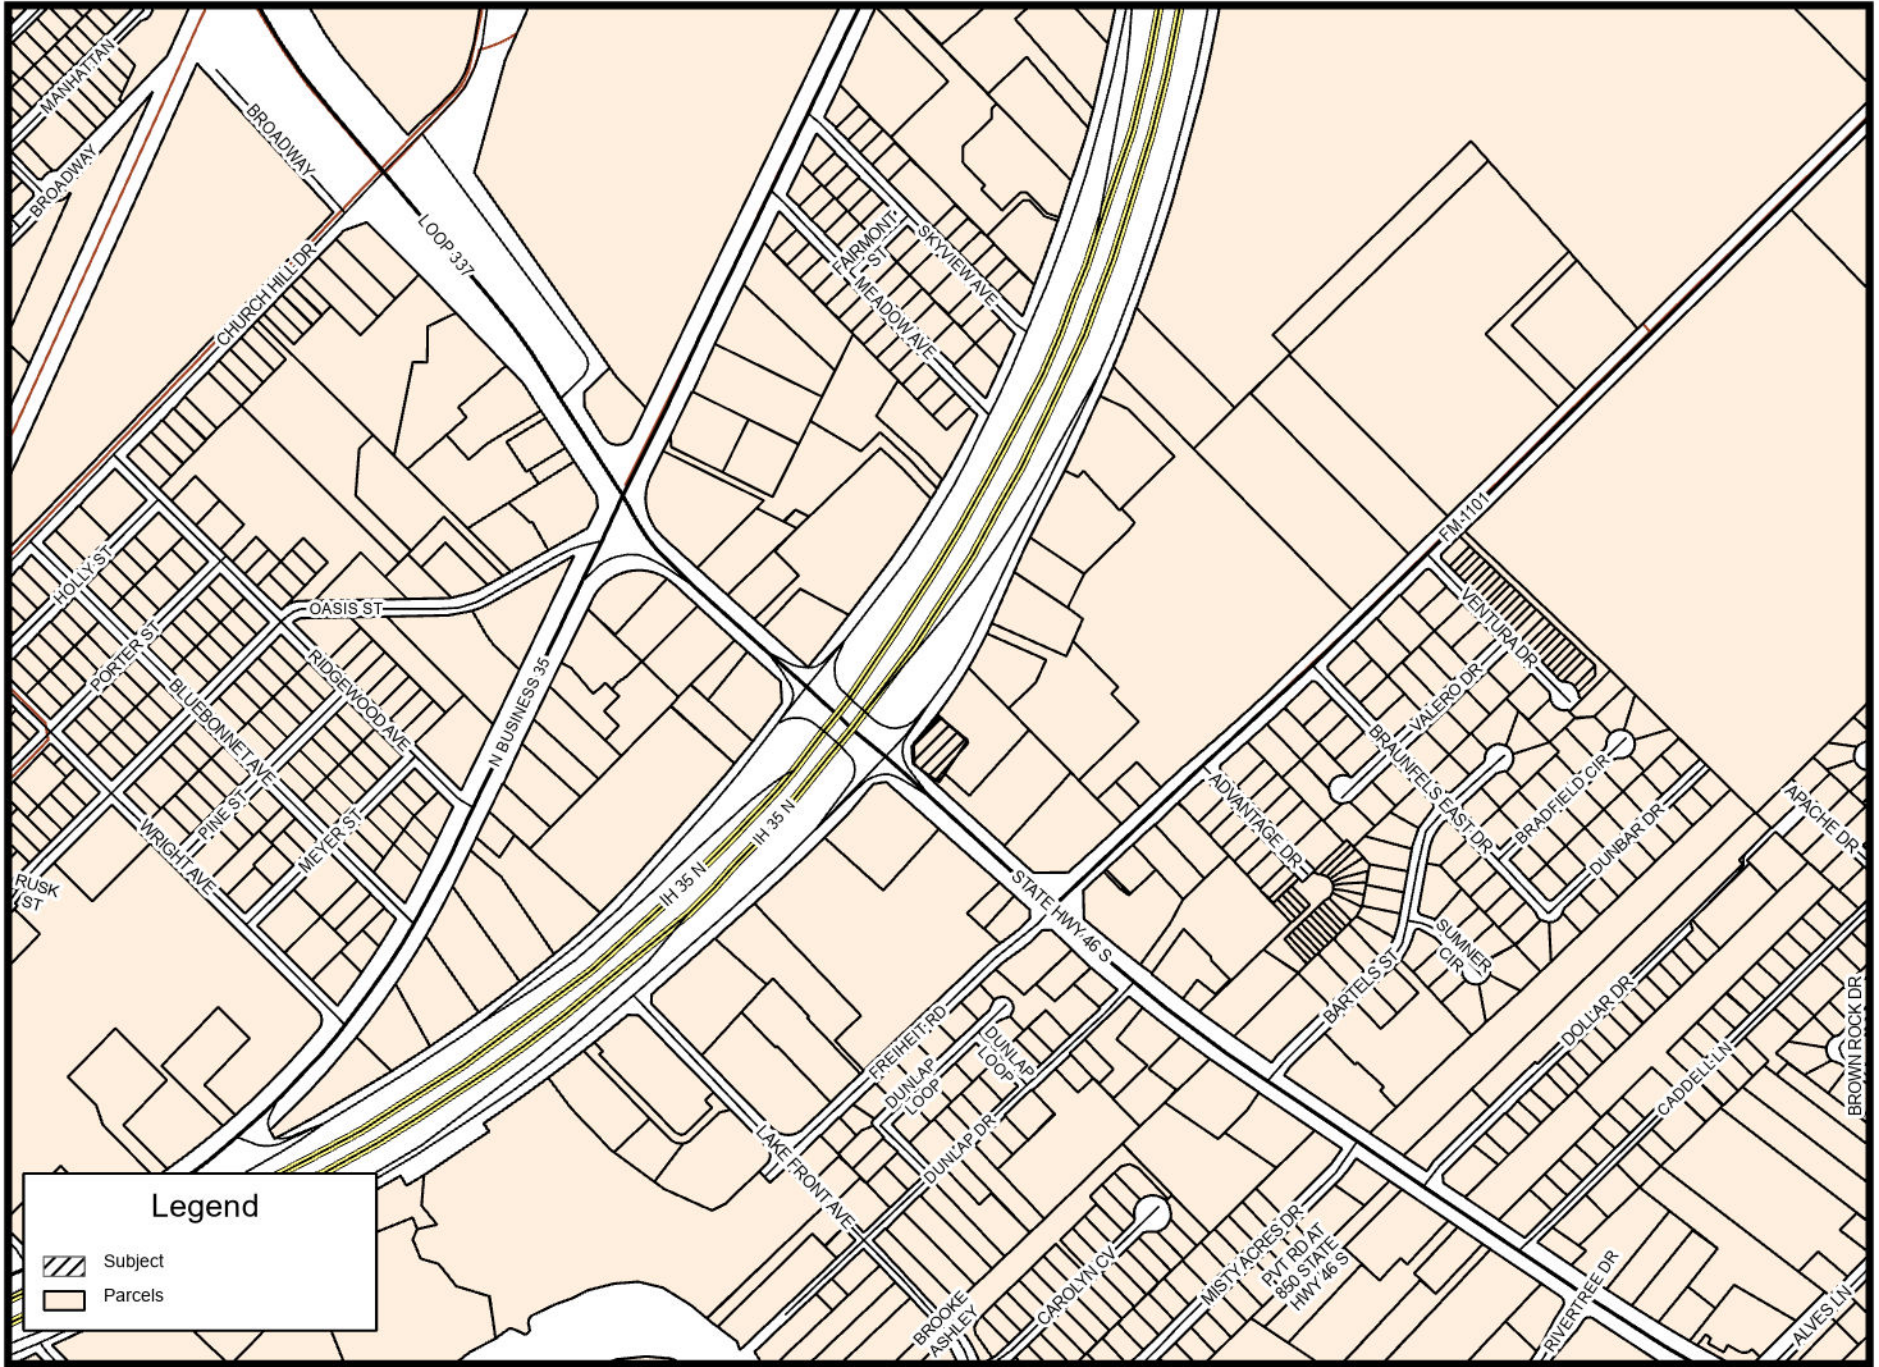 MANHATTAN
BROADWAY
BROADWAY
LOOP 337
CHURCH HILL DR
FAIRMONT
ST
SKYVIEW AVE
MEADOW AVE
FM 1101
HOLLY ST
OASIS ST
PORTER ST
RIDGEWOOD AVE
BLUEBONNET AVE
N BUSINESS 35
VENTURA DR
VALERO DR
BRAUNFELS EAST DR
BRADFIELD CIR
ADVANTAGE DR
DUNBAR DR
APACHE DR
WRIGHT AVE
PINE ST
MEYER ST
RUSK
ST
IH 35 N
IH 35 N
STATE HWY 46 S
SUMNER
CIR
BARTELS ST
DOLLAR DR
CADDELL LN
BROWN ROCK DR
FREIHEIT RD
DUNLAP
LOOP
DUNLAP
LOOP
DUNLAP DR
LAKE FRONT AVE
CAROLYN CV
BROOKE
ASHLEY
MISTY ACRES DR
PVT RD AT
850 STATE
HWY 46 S
RIVERTREE DR
ALVES LN
Legend
Subject
Parcels